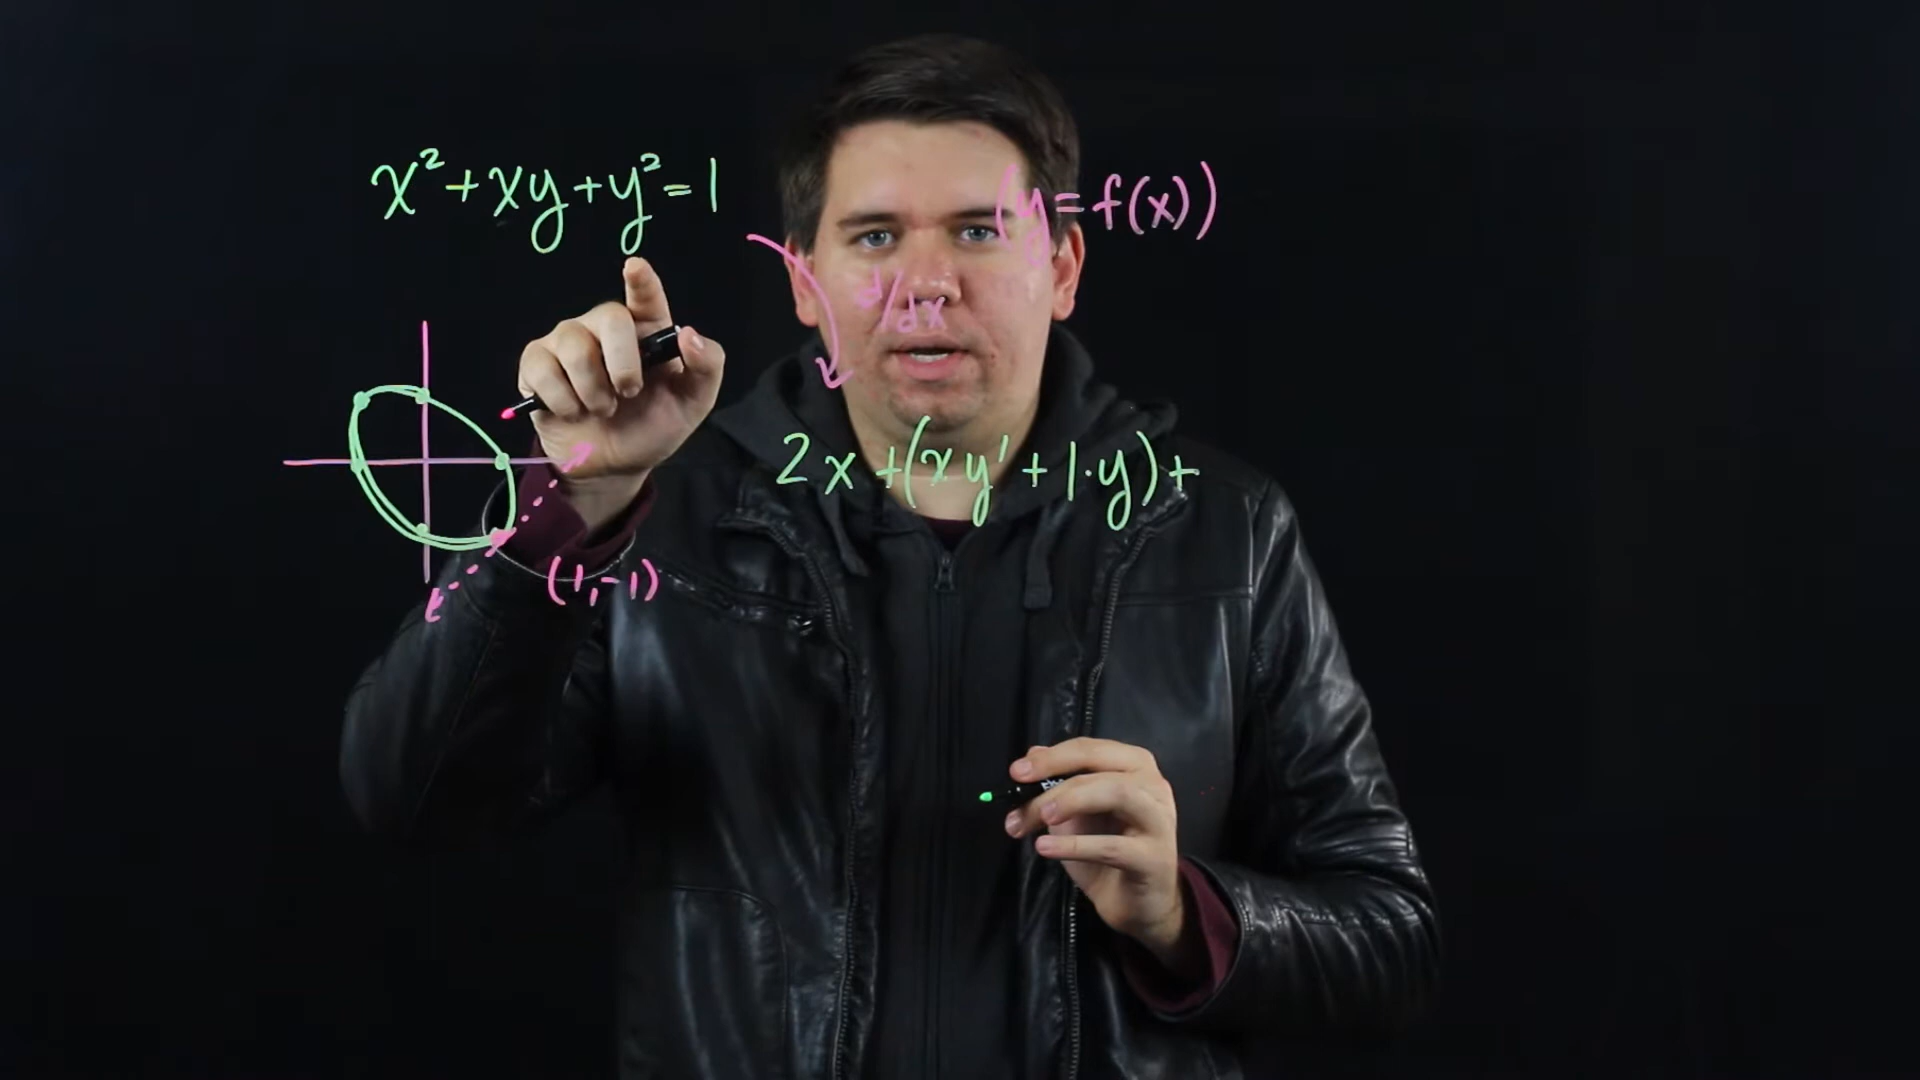 x²+xy+y²=1
(y=f(x))
d/dx
2x+(xy'+1·y)+
(1,-1)